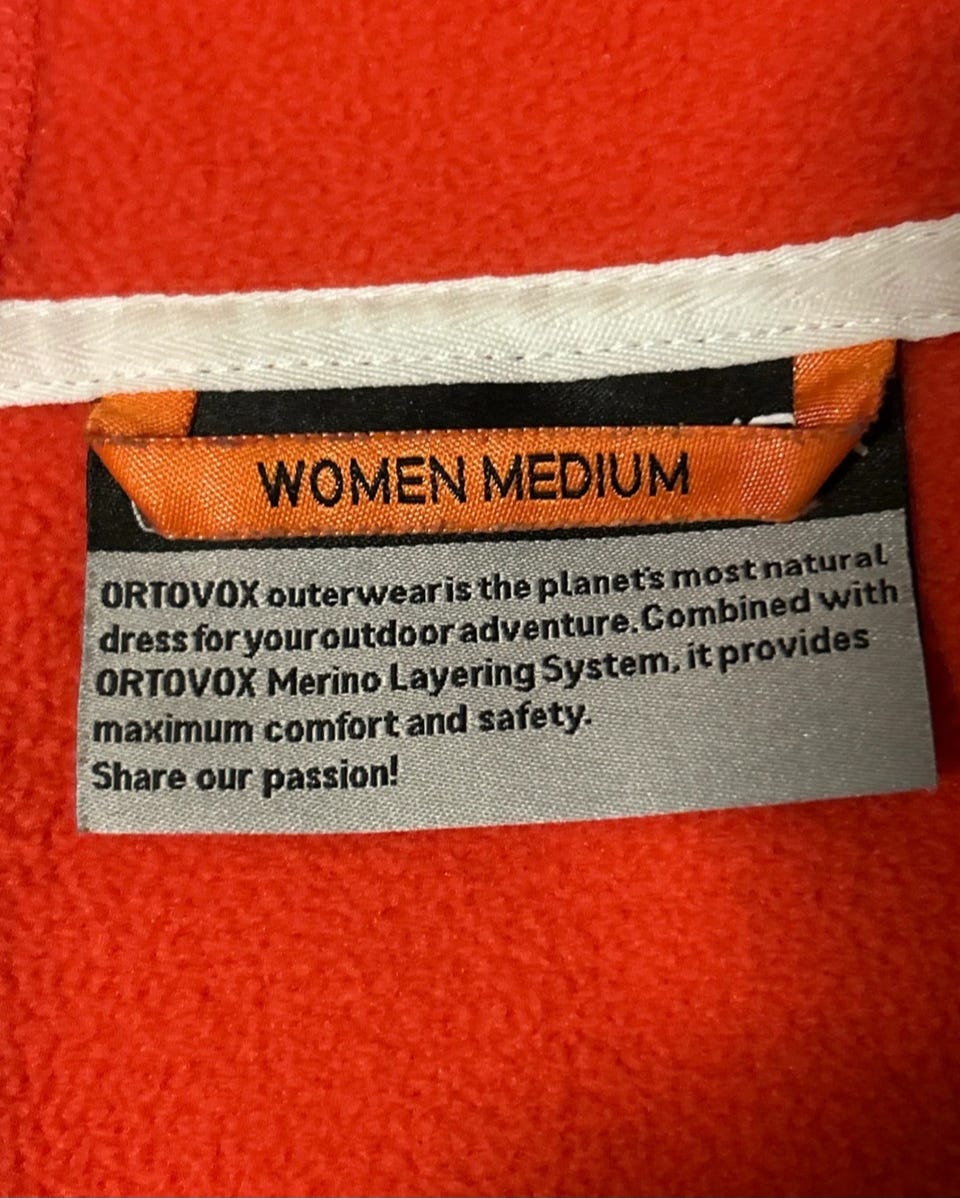 WOMEN MEDIUM
ORTOVOX outerwear is the planet's most natural
dress for your outdoor adventure. Combined with
ORTOVOX Merino Layering System, it provides
maximum comfort and safety.
Share our passion!